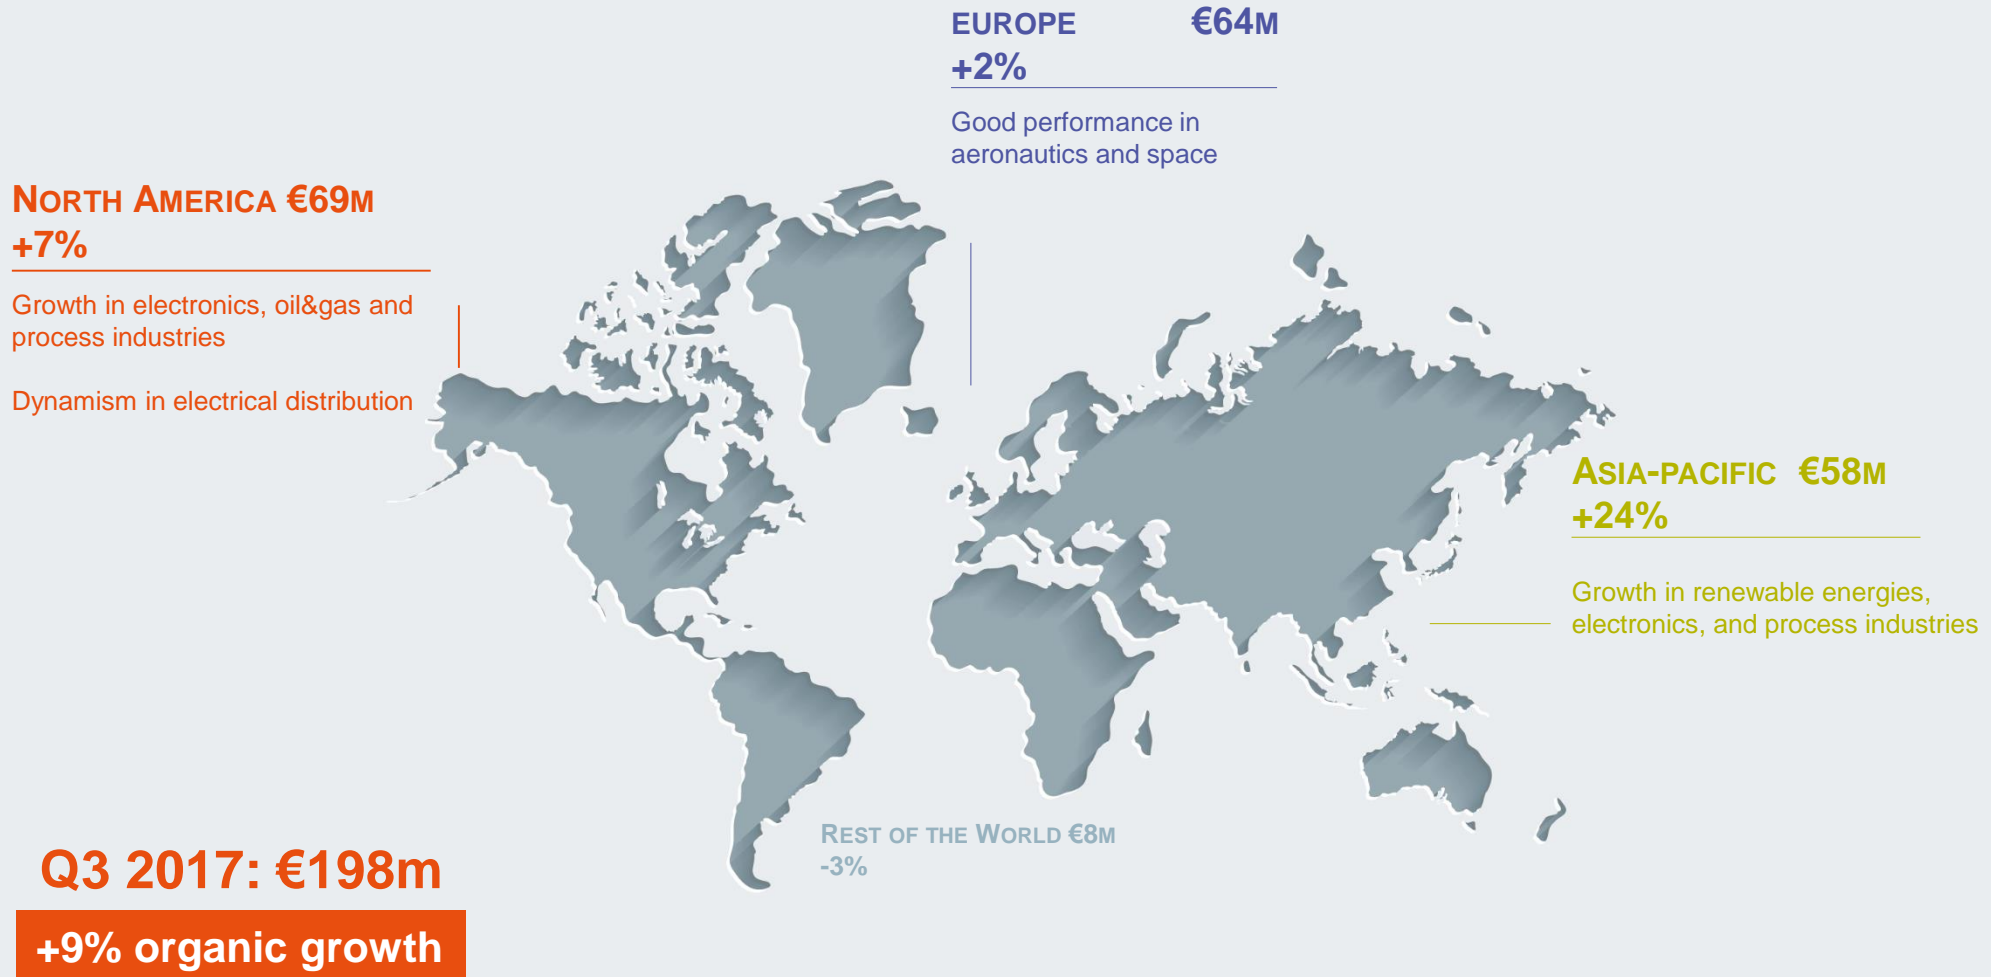 EUROPE €64M
+2%
Good performance in
aeronautics and space
NORTH AMERICA €69M
+7%
Growth in electronics, oil&gas and
process industries
Dynamism in electrical distribution
ASIA-PACIFIC €58M
+24%
Growth in renewable energies,
electronics, and process industries
REST OF THE WORLD €8M
-3%
Q3 2017: €198m
+9% organic growth